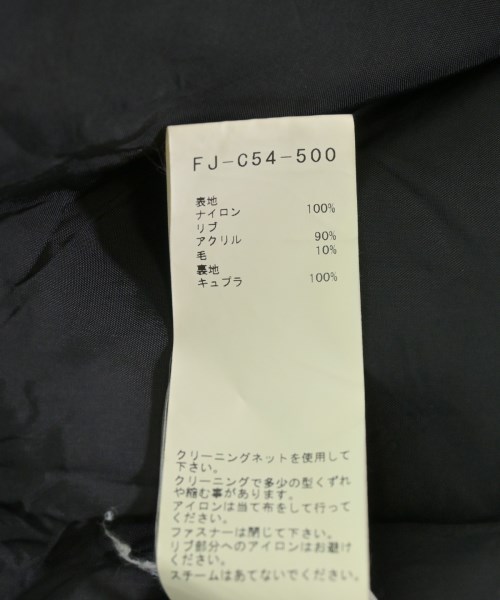 FJ-C54-500
表地
ナイロン 100%
リブ
アクリル 90%
毛 10%
裏地
キュプラ 100%
クリーニングネットを使用して
下さい。
クリーニングで多少の型くずれ
や縮む事があります。
アイロンは当て布をして行って
ください。
ファスナーは閉じて下さい。
リブ部分へのアイロンはお避け
ください。
スチームはあてないでください。